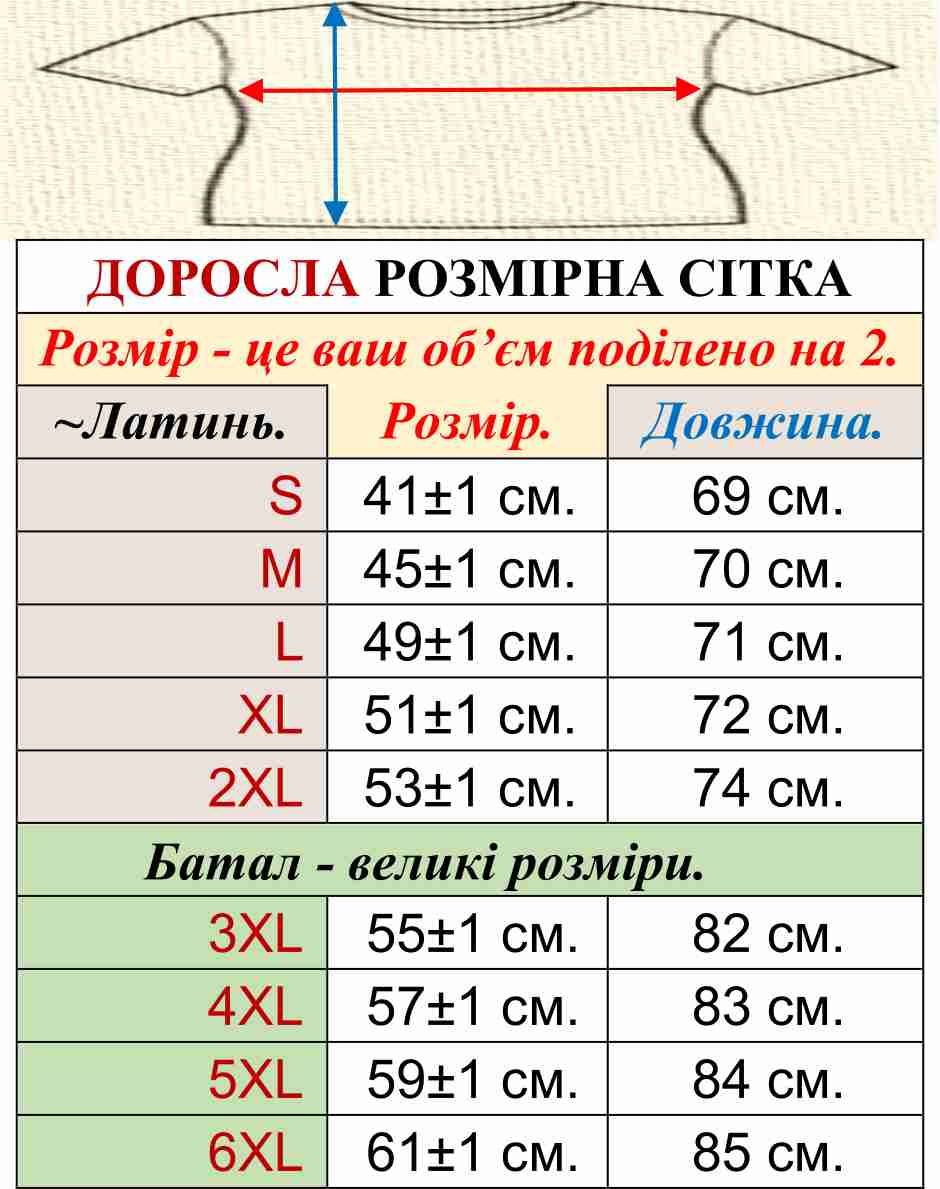 ДОРОСЛА РОЗМІРНА СІТКА
Розмір - це ваш об’єм поділено на 2.
~Латинь. Розмір. Довжина.
S 41±1 см. 69 см.
M 45±1 см. 70 см.
L 49±1 см. 71 см.
XL 51±1 см. 72 см.
2XL 53±1 см. 74 см.
Батал - великі розміри.
3XL 55±1 см. 82 см.
4XL 57±1 см. 83 см.
5XL 59±1 см. 84 см.
6XL 61±1 см. 85 см.